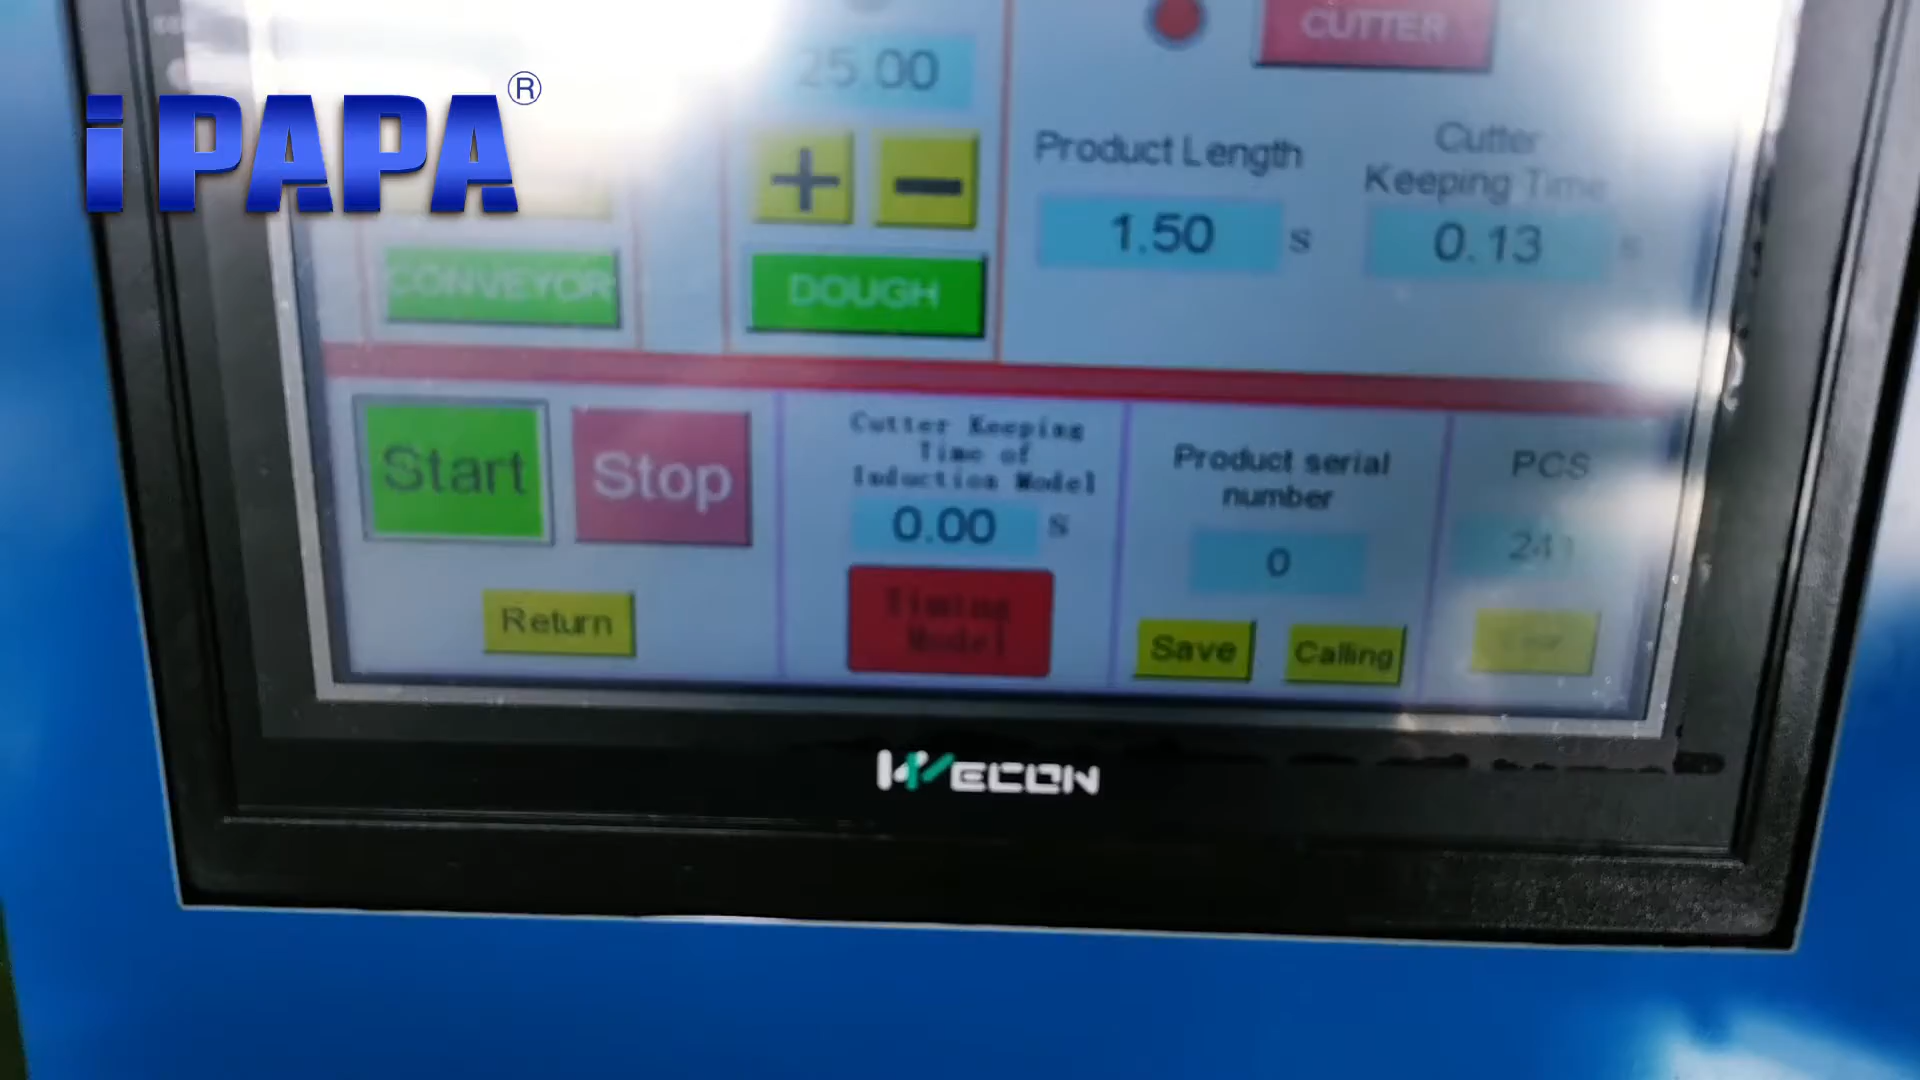 iPAPA®
25.00
CUTTER
+ −
Product Length
Cutter
Keeping Time
1.50 s
0.13 s
CONVEYOR
DOUGH
Start
Stop
Cutter Keeping
Time of
Induction Model
0.00 s
Product serial
number
0
PCS
241
Return
Timing
Model
Save
Calling
WECON